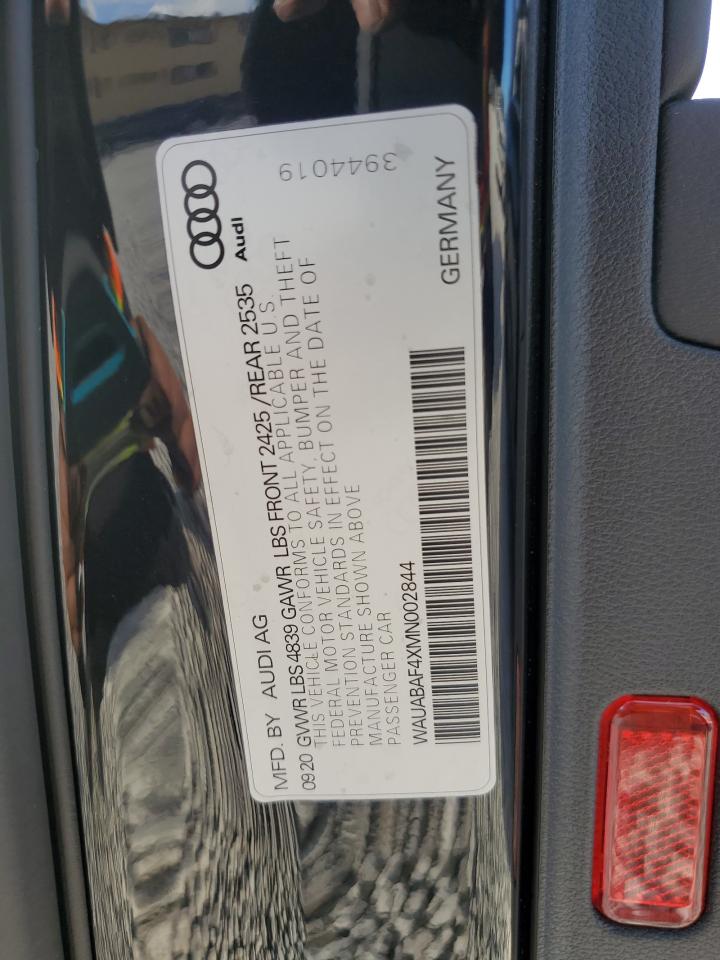 MFD. BY AUDI AG
Audi
0920 GVWR LBS4839 GAWR LBS FRONT 2425 /REAR 2535
THIS VEHICLE CONFORMS TO ALL APPLICABLE U.S.
FEDERAL MOTOR VEHICLE SAFETY, BUMPER AND THEFT
PREVENTION STANDARDS IN EFFECT ON THE DATE OF
MANUFACTURE SHOWN ABOVE
PASSENGER CAR
3944019
WAUABAF4XMN002844
GERMANY